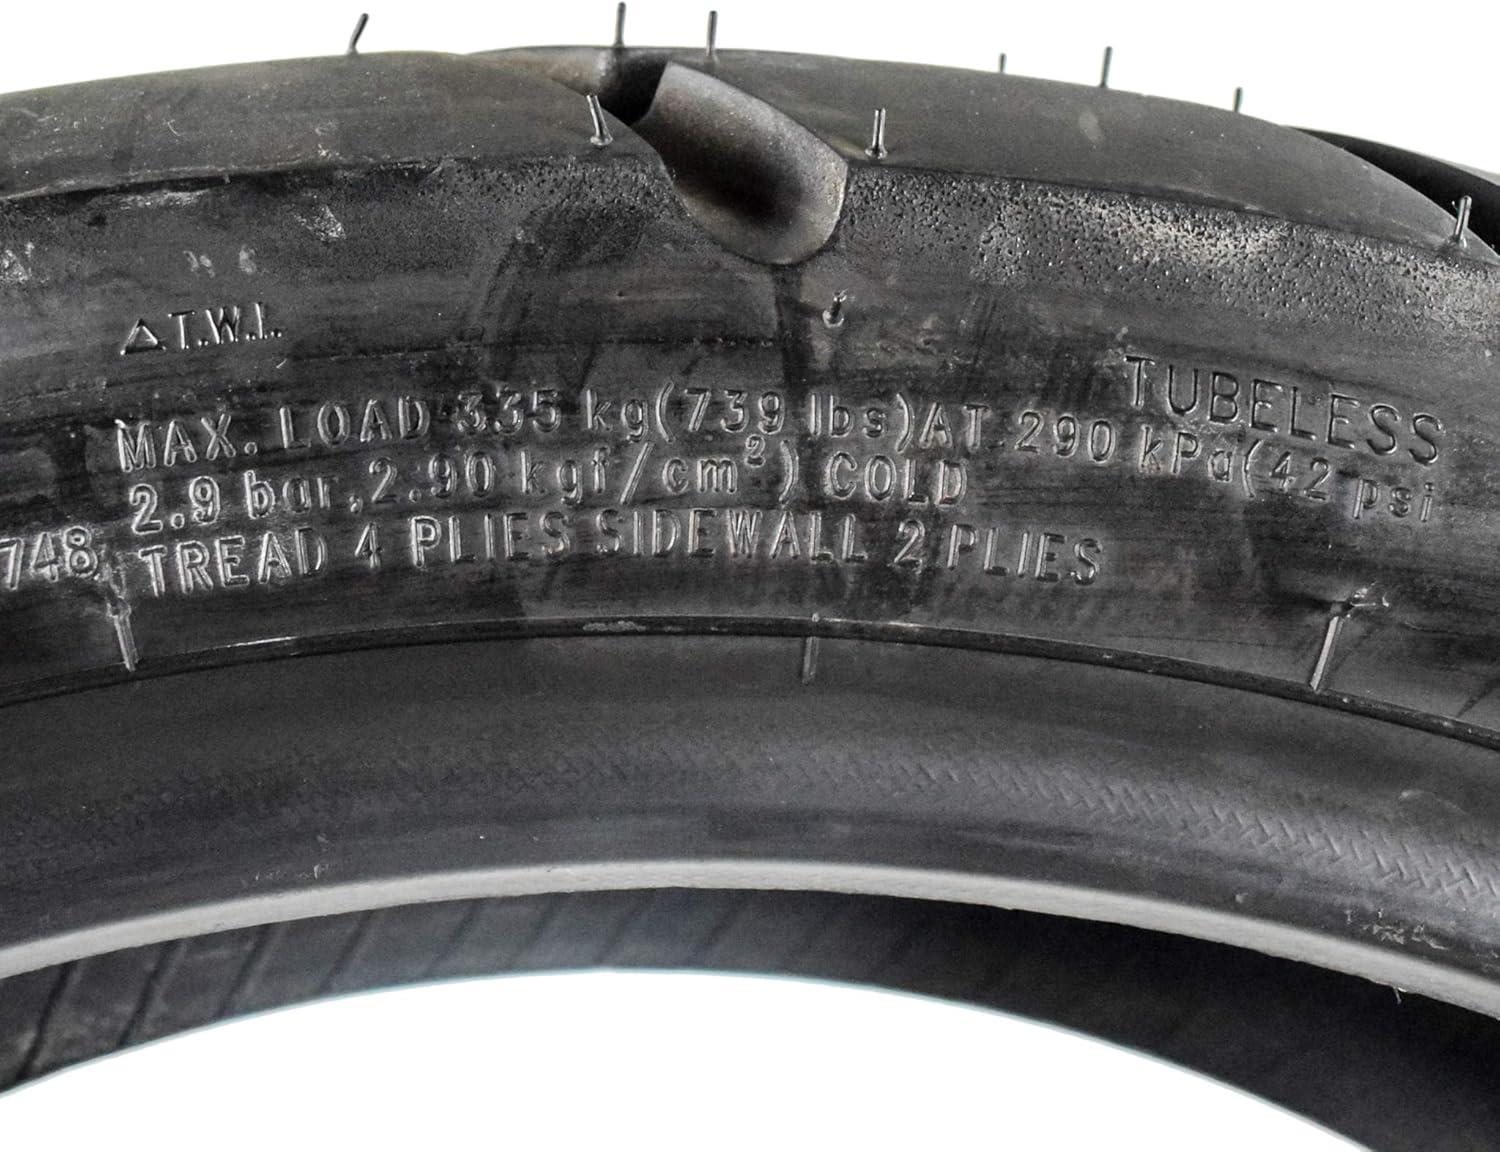 △T.W.I.
TUBELESS
MAX. LOAD 335 kg(739 lbs)AT 290 kPa(42 psi
2.9 bar,2.90 kgf/cm²) COLD
748 TREAD 4 PLIES SIDEWALL 2 PLIES